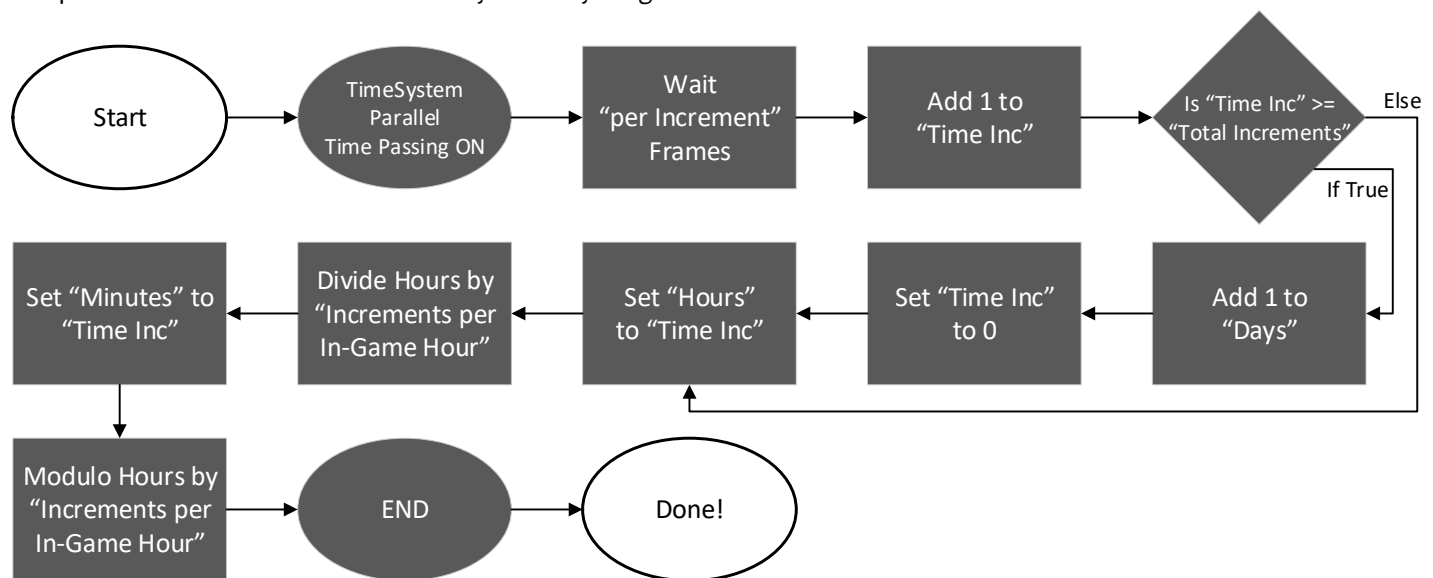 Start
TimeSystem
Parallel
Time Passing ON
Wait
“per Increment”
Frames
Add 1 to
“Time Inc”
Is “Time Inc” >=
“Total Increments”
Else
If True
Set “Minutes” to
“Time Inc”
Divide Hours by
“Increments per
In-Game Hour”
Set “Hours”
to “Time Inc”
Set “Time Inc”
to 0
Add 1 to
“Days”
Modulo Hours by
“Increments per
In-Game Hour”
END
Done!